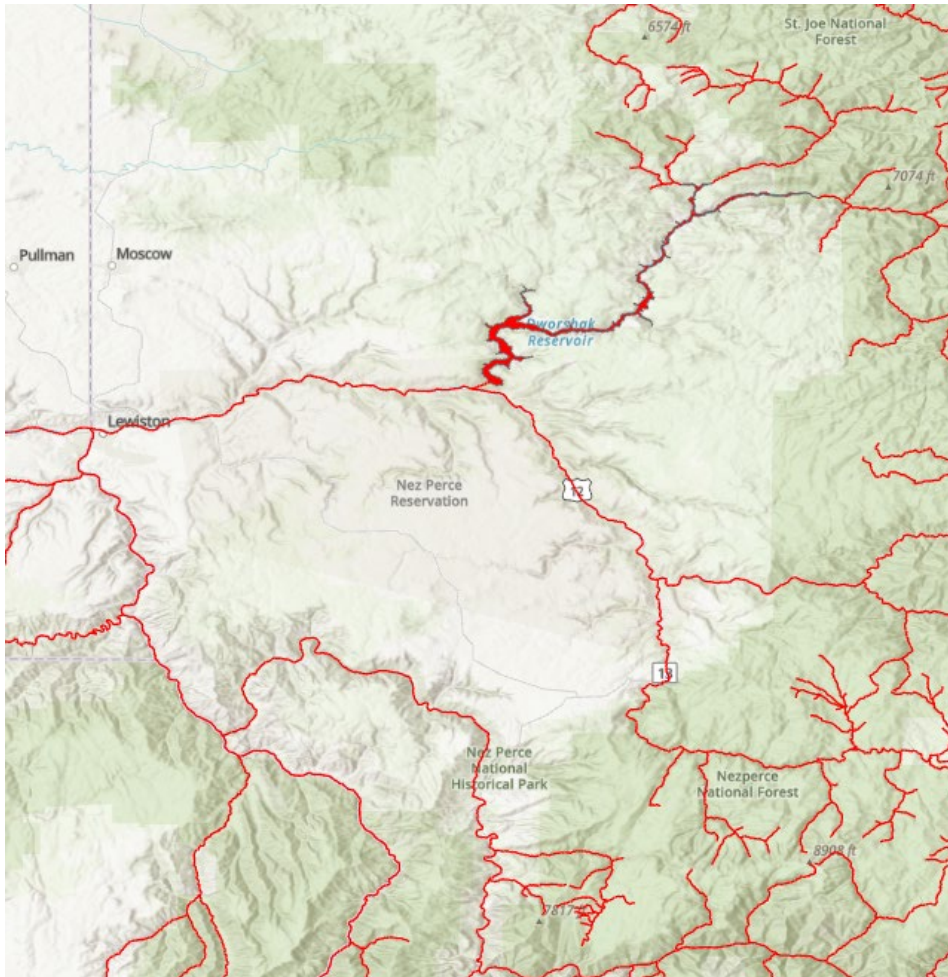 6574 ft
St. Joe National
Forest
7074 ft
Pullman
Moscow
Dworshak
Reservoir
Lewiston
Nez Perce
Reservation
12
13
Nez Perce
National
Historical Park
Nezperce
National Forest
8908 ft
7817 ft